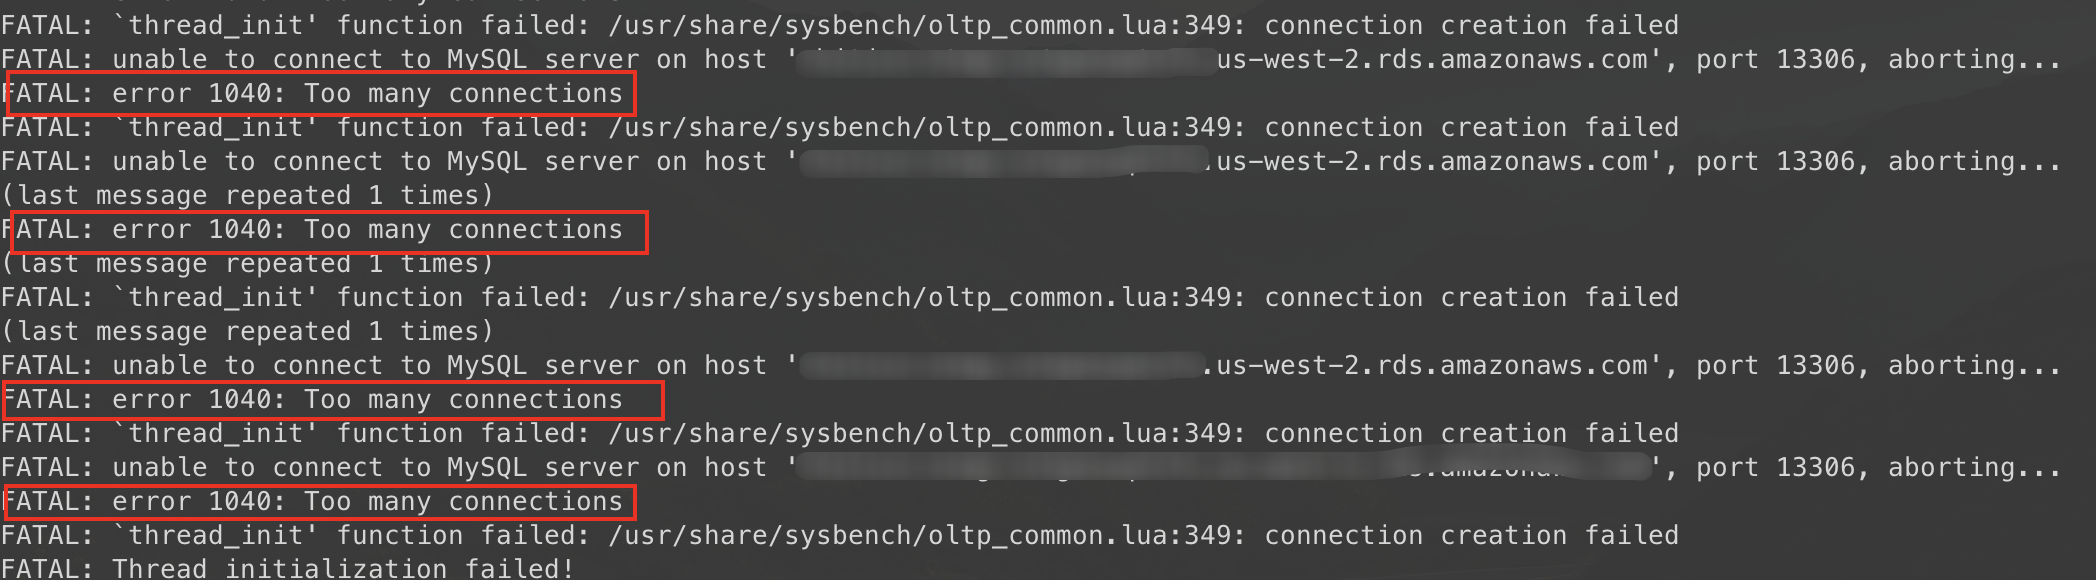 FATAL: `thread_init' function failed: /usr/share/sysbench/oltp_common.lua:349: connection creation failed
FATAL: unable to connect to MySQL server on host ' us-west-2.rds.amazonaws.com', port 13306, aborting...
FATAL: error 1040: Too many connections
FATAL: `thread_init' function failed: /usr/share/sysbench/oltp_common.lua:349: connection creation failed
FATAL: unable to connect to MySQL server on host ' .us-west-2.rds.amazonaws.com', port 13306, aborting...
(last message repeated 1 times)
FATAL: error 1040: Too many connections
(last message repeated 1 times)
FATAL: `thread_init' function failed: /usr/share/sysbench/oltp_common.lua:349: connection creation failed
(last message repeated 1 times)
FATAL: unable to connect to MySQL server on host ' .us-west-2.rds.amazonaws.com', port 13306, aborting...
FATAL: error 1040: Too many connections
FATAL: `thread_init' function failed: /usr/share/sysbench/oltp_common.lua:349: connection creation failed
FATAL: unable to connect to MySQL server on host ' ', port 13306, aborting...
FATAL: error 1040: Too many connections
FATAL: `thread_init' function failed: /usr/share/sysbench/oltp_common.lua:349: connection creation failed
FATAL: Thread initialization failed!